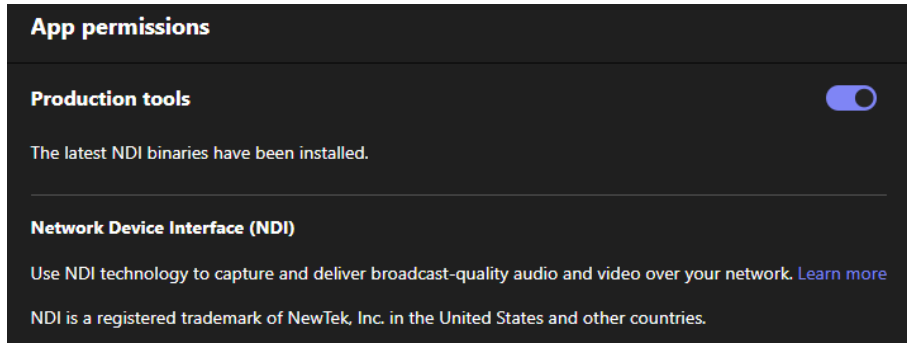 App permissions
Production tools
The latest NDI binaries have been installed.
Network Device Interface (NDI)
Use NDI technology to capture and deliver broadcast-quality audio and video over your network. Learn more
NDI is a registered trademark of NewTek, Inc. in the United States and other countries.